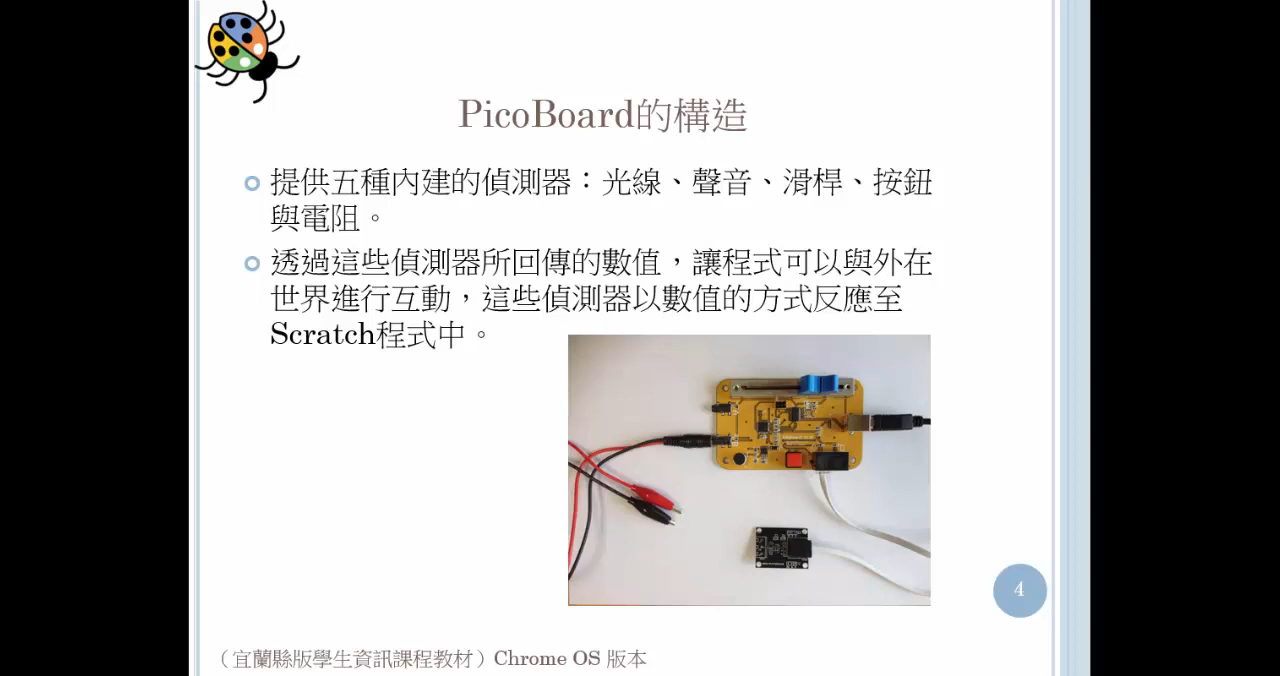 PicoBoard的構造
提供五種內建的偵測器：光線、聲音、滑桿、按鈕
與電阻。
透過這些偵測器所回傳的數值，讓程式可以與外在
世界進行互動，這些偵測器以數值的方式反應至
Scratch程式中。
4
（宜蘭縣版學生資訊課程教材）Chrome OS 版本